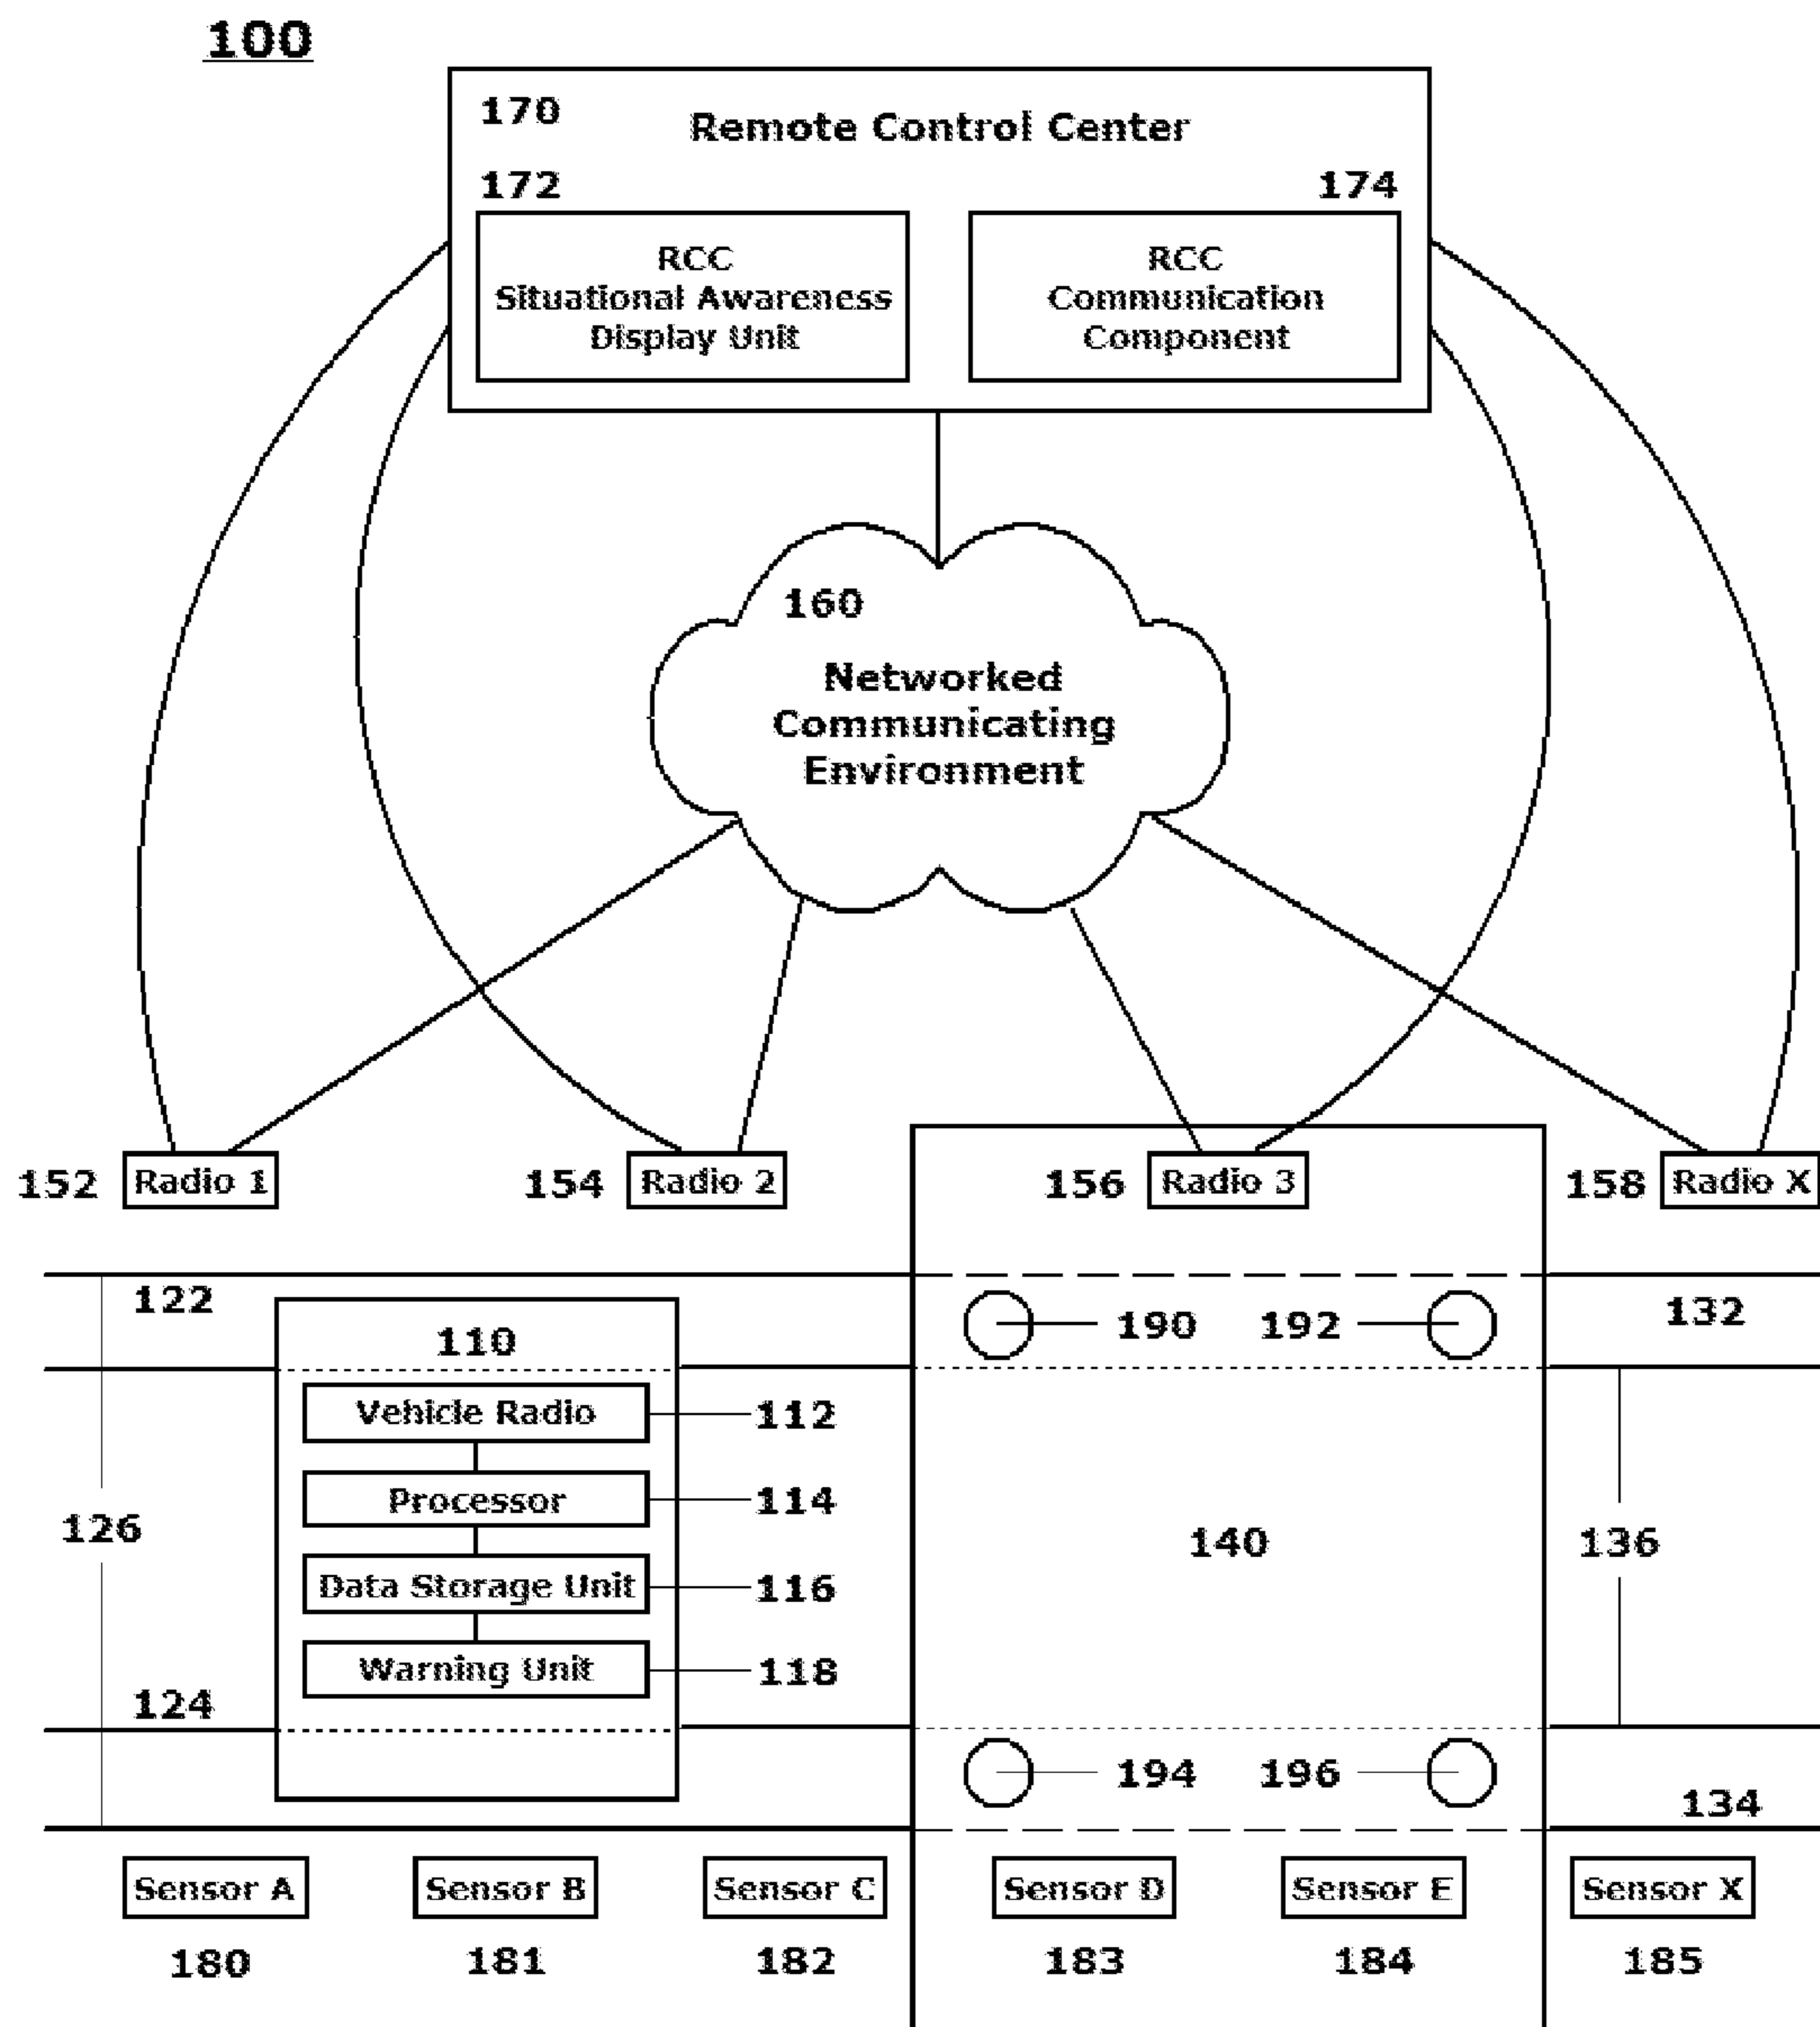 100
170
Remote Control Center
172
174
RCC
Situational Awareness
Display Unit
RCC
Communication
Component
160
Networked
Communicating
Environment
152
Radio 1
154
Radio 2
156
Radio 3
158
Radio X
122
110
190
192
132
Vehicle Radio
112
Processor
114
126
140
136
Data Storage Unit
116
Warning Unit
118
124
194
196
134
Sensor A
Sensor B
Sensor C
Sensor D
Sensor E
Sensor X
180
181
182
183
184
185